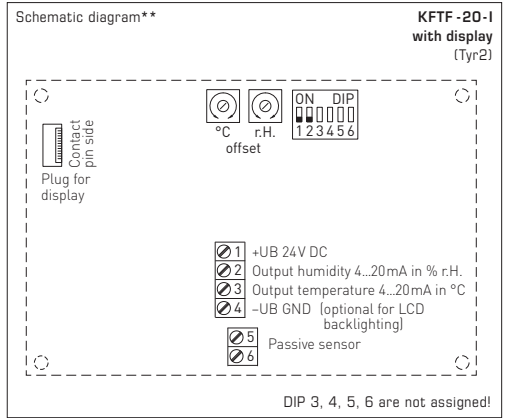 Schematic diagram**
KFTF-20-I
with display
(Tyr2)
ON DIP
1 2 3 4 5 6
°C r.H.
offset
Contact
pin side
Plug for
display
1 +UB 24V DC
2 Output humidity 4...20mA in % r.H.
3 Output temperature 4...20mA in °C
4 –UB GND (optional for LCD
backlighting)
5
Passive sensor
6
DIP 3, 4, 5, 6 are not assigned!